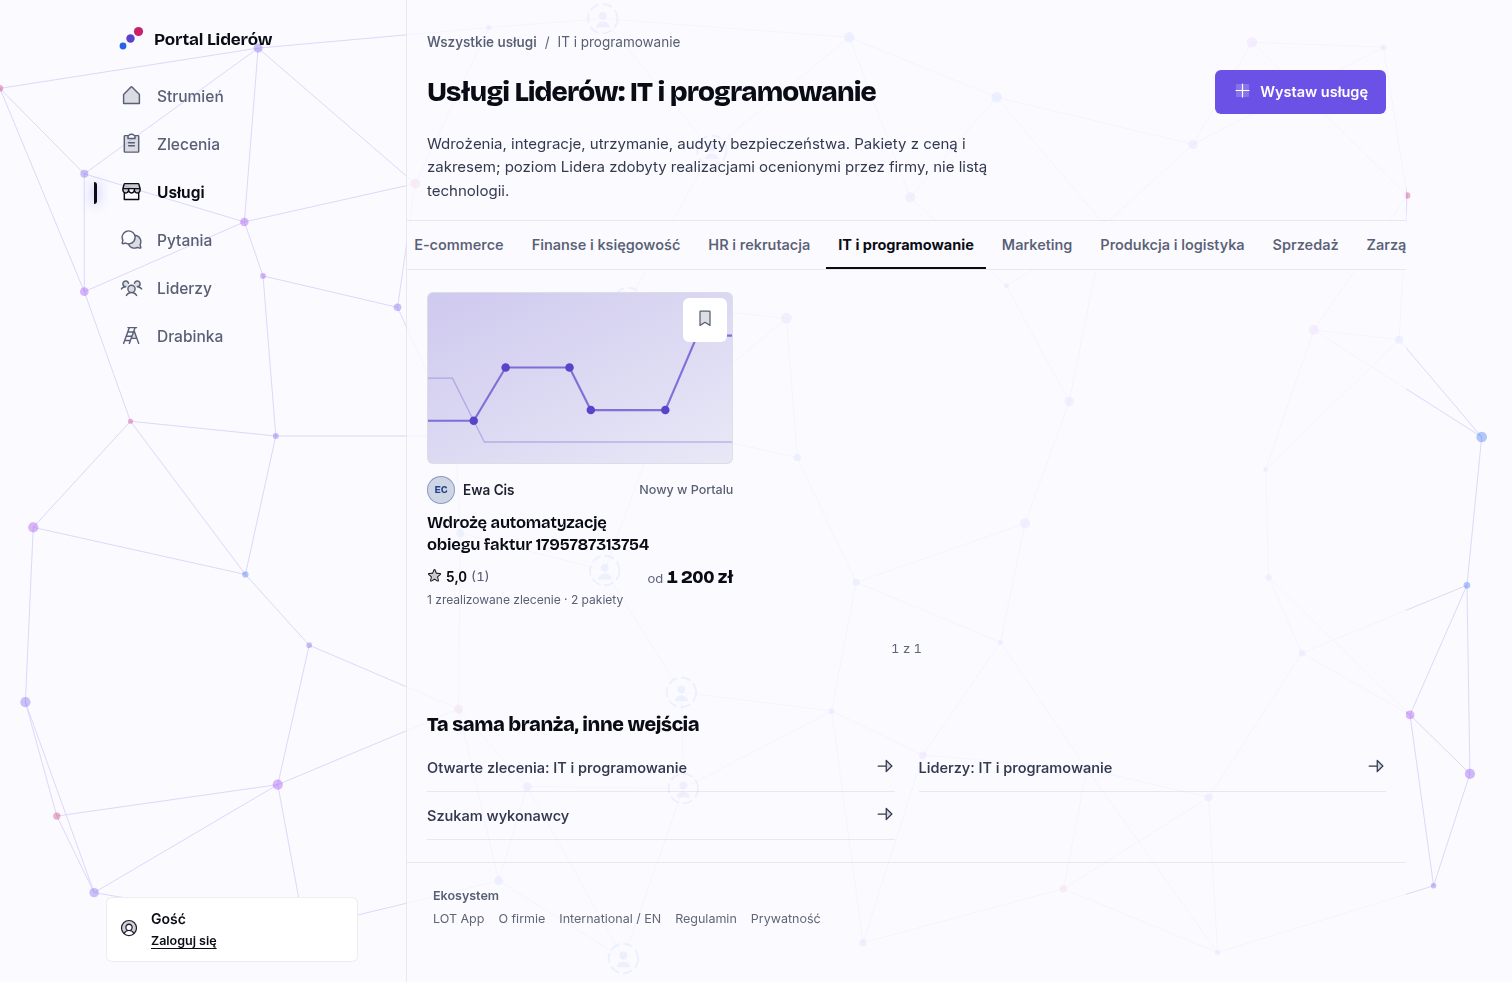 Portal Liderów
Strumień
Zlecenia
Usługi
Pytania
Liderzy
Drabinka
Gość
Zaloguj się
Wszystkie usługi / IT i programowanie
Usługi Liderów: IT i programowanie
Wystaw usługę
Wdrożenia, integracje, utrzymanie, audyty bezpieczeństwa. Pakiety z ceną i
zakresem; poziom Lidera zdobyty realizacjami ocenionymi przez firmy, nie listą
technologii.
E-commerce Finanse i księgowość HR i rekrutacja IT i programowanie Marketing Produkcja i logistyka Sprzedaż Zarzą
EC Ewa Cis Nowy w Portalu
Wdrożę automatyzację
obiegu faktur 1795787313754
5,0 (1) od 1 200 zł
1 zrealizowane zlecenie · 2 pakiety
1 z 1
Ta sama branża, inne wejścia
Otwarte zlecenia: IT i programowanie
Liderzy: IT i programowanie
Szukam wykonawcy
Ekosystem
LOT App O firmie International / EN Regulamin Prywatność